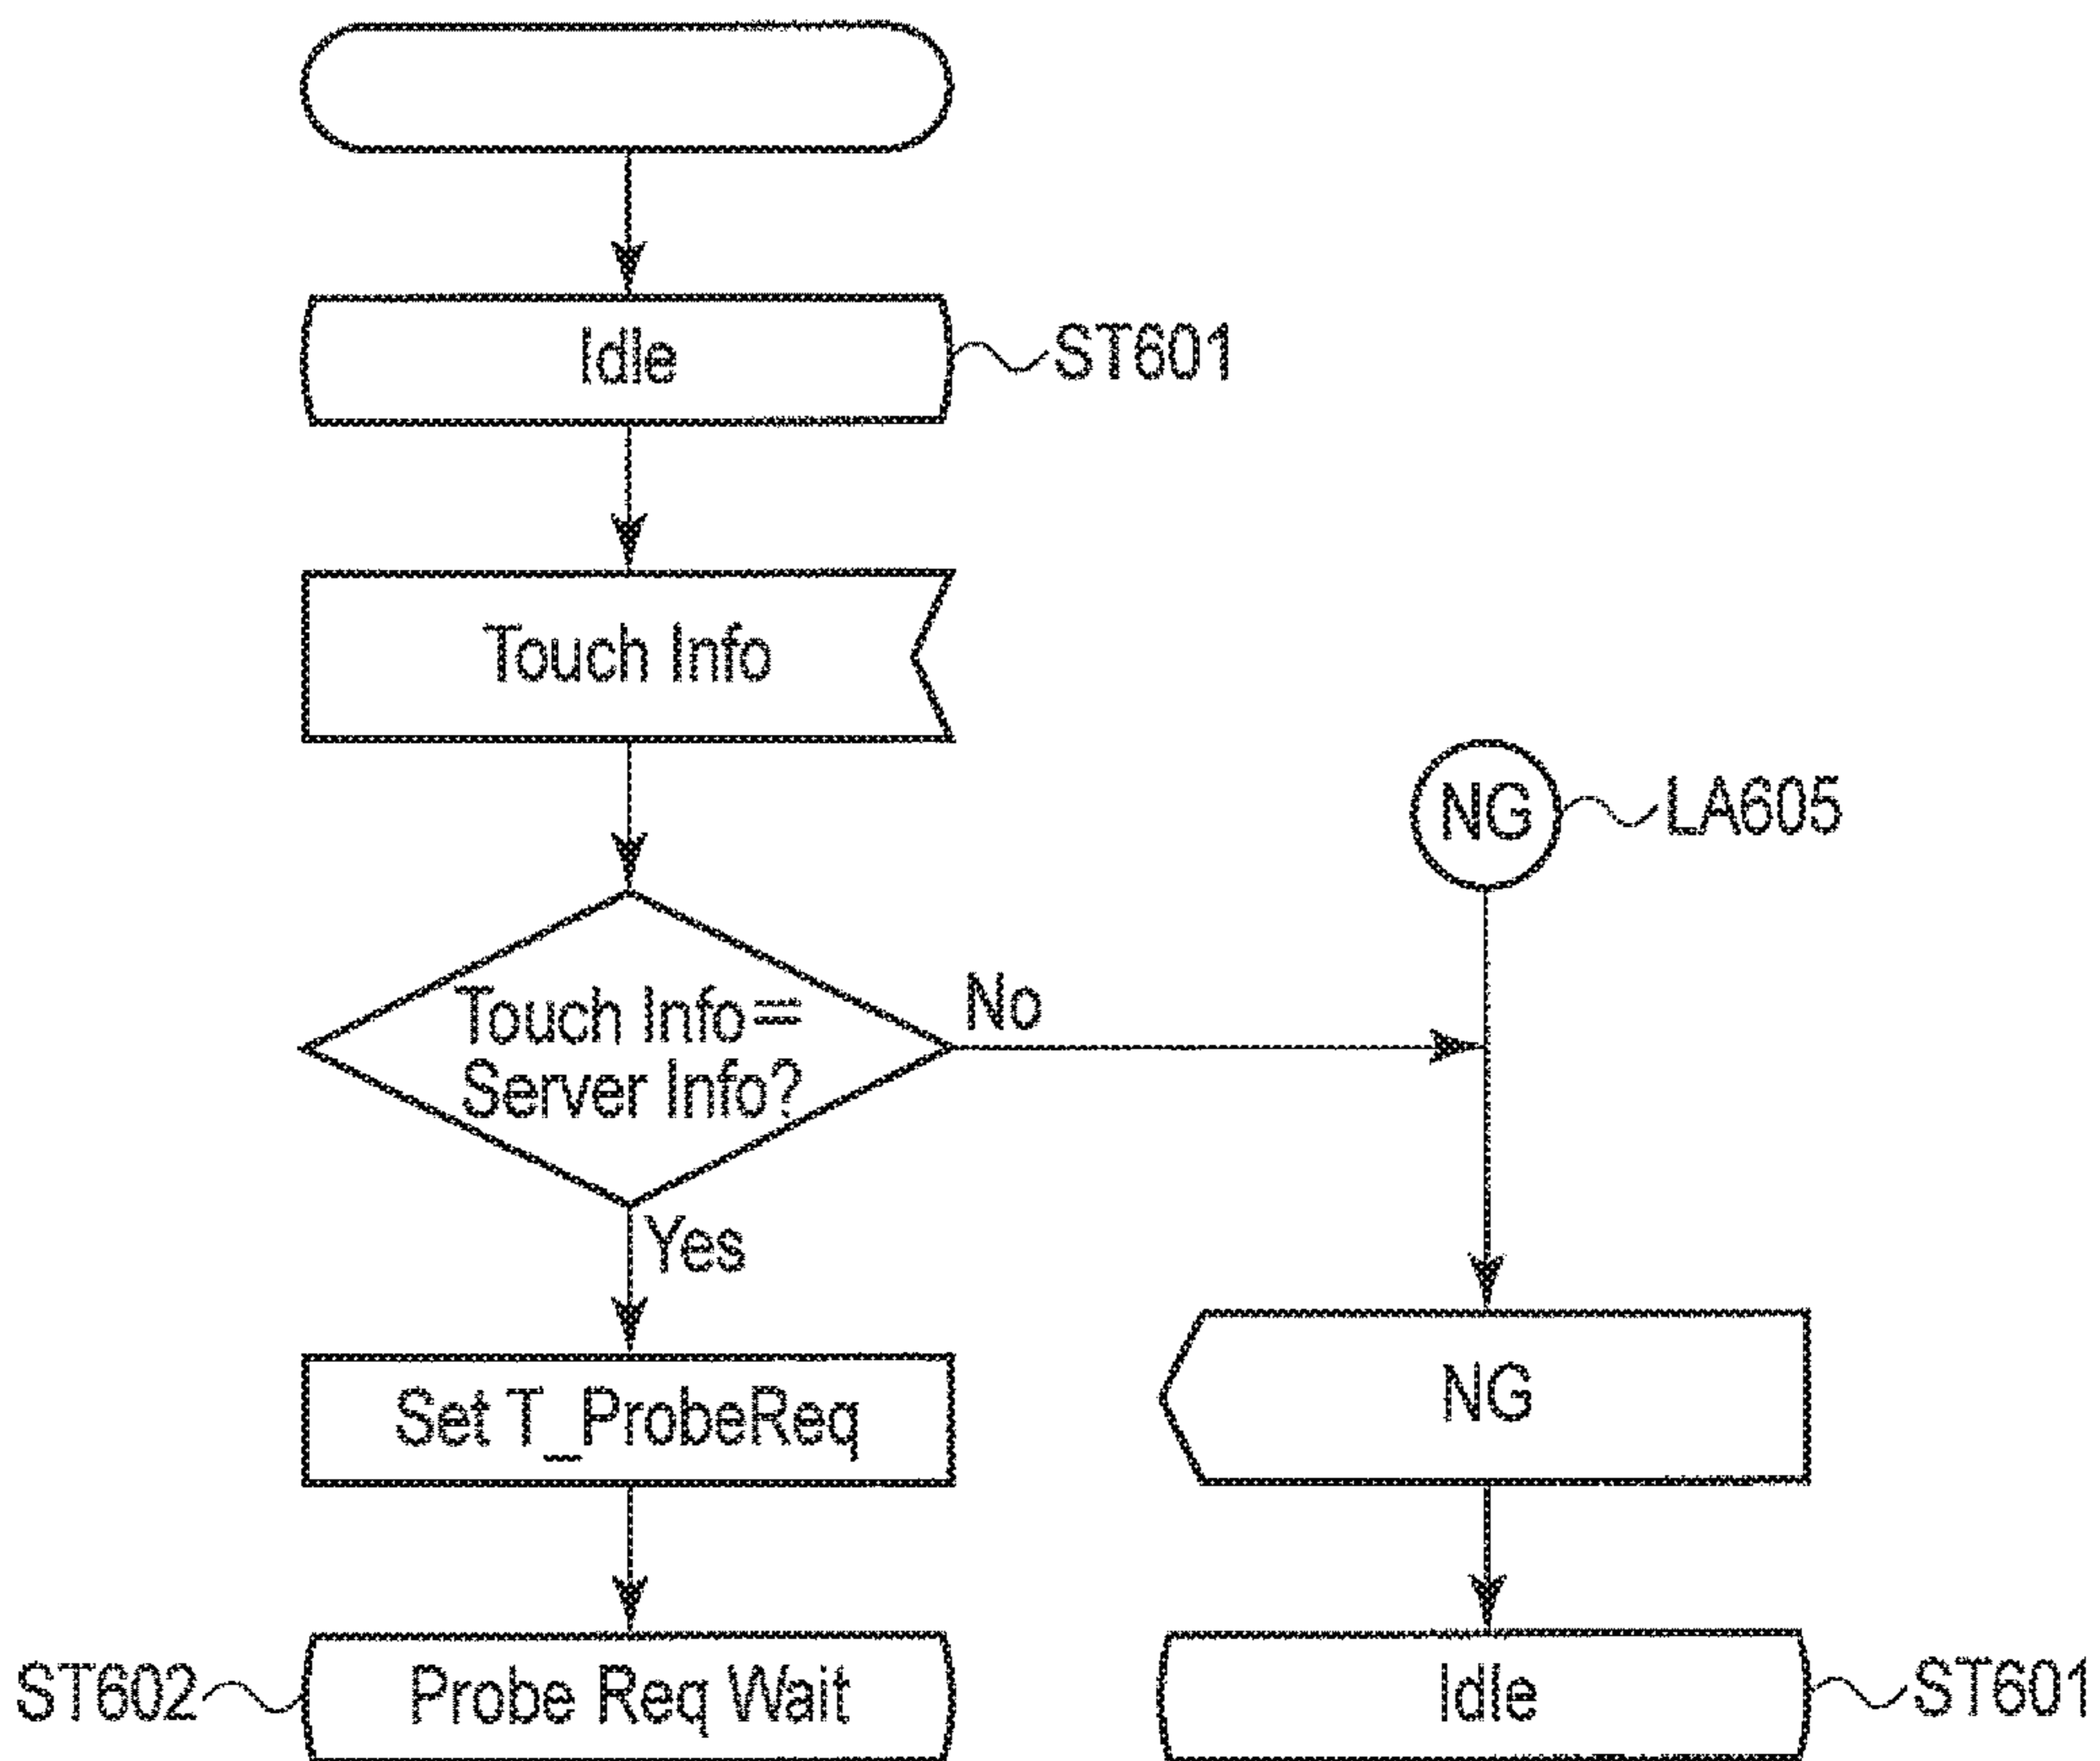 Idle
ST601
Touch Info
NG
LA605
Touch Info=
Server Info?
No
Yes
Set T_ProbeReq
NG
ST602
Probe Req Wait
Idle
ST601